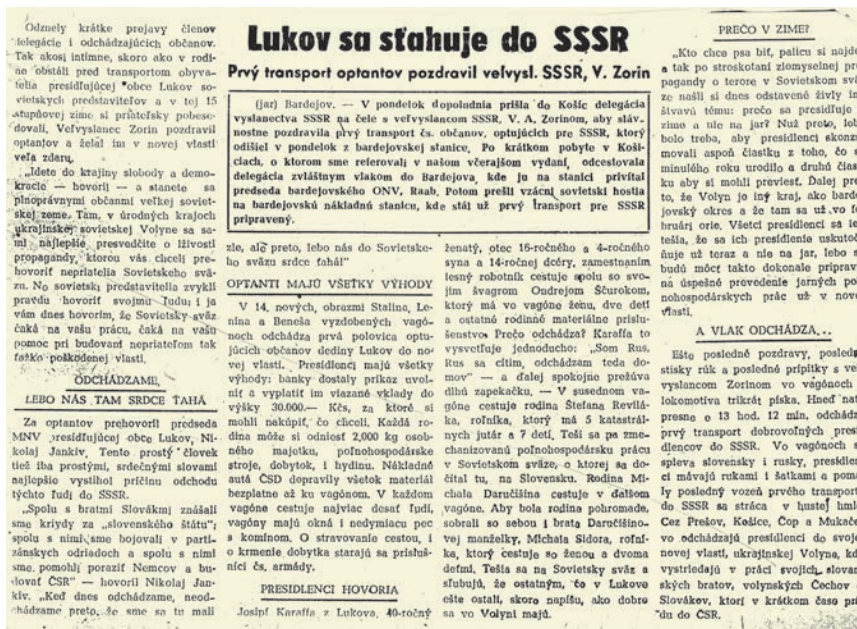 Lukov sa sťahuje do SSSR
Prvý transport optantov pozdravil veľvysl. SSSR, V. Zorin
(jar) Bardejov. — V pondelok dopoludnia prišla do Košíc delegácia
vyslanectva SSSR na čele s veľvyslancom SSSR, V. A. Zorinom, aby sláv-
nostne pozdravila prvý transport čs. občanov, optujúcich pre SSSR, ktorý
odišiel v pondelok z bardejovskej stanice. Po krátkom pobyte v Koši-
ciach, o ktorom sme referovali v našom včerajšom vydaní, odcestovala
delegácia zvláštnym vlakom do Bardejova, kde ju na stanici privítal
predseda bardejovského ONV, Raab. Potom prešli vzácni sovietski hostia
na bardejovskú nákladnú stanicu, kde stál už prvý transport pre SSSR
pripravený.
Odzneły krátke prejavy členov
delegácie i odchádzajúcich občanov.
Tak akosi intímne, skoro ako v rodi-
ne obstáli pred transportom obyva-
telia presídľujúcej obce Lukov so-
vietskych predstaviteľov a v tej 15
stupňovej zime si priateľsky pobese-
dovali. Veľvyslanec Zorin pozdravil
optantov a želal im v novej vlasti
veľa zdaru.
„Idete do krajiny slobody a demo-
kracie — hovoril — a stanete sa
plnoprávnymi občanmi veľkej soviet-
skej zeme. Tam, v úrodných krajoch
ukrajinskej sovietskej Volyne sa sa-
mi najlepšie presvedčíte o lživosti
propagandy, ktorou vás chceli pre-
hovoriť nepriatelia Sovietskeho svä-
zu. No sovietski predstavitelia zvykli
pravdu hovoriť svojmu ľudu; i ja
vám dnes hovorím, že Sovietsky sväz
čaká na vašu prácu, čaká na vašu
pomoc pri budovaní nepriateľom tak
ťažko poškodenej vlasti.
ODCHÁDZAME,
LEBO NÁS TAM SRDCE ŤAHÁ
Za optantov prehovoril predseda
MNV presídľujúcej obce Lukov, Ni-
kolaj Jankiv. Tento prostý človek
tiež iba prostými, srdečnými slovami
najlepšie vystihol príčinu odchodu
týchto ľudí do SSSR.
„Spolu s bratmi Slovákmi znášali
sme krivdy za „slovenského štátu";
spolu s nimi sme bojovali v parti-
zánskych odriadoch a spolu s nimi
sme pomohli poraziť Nemcov a bu-
dovať ČSR" — hovoril Nikolaj Jan-
kiv. „Keď dnes odchádzame, neod-
chádzame preto, že sme sa tu mali
zle, ale preto, lebo nás do Sovietske-
ho sväzu srdce ťahá!"
OPTANTI MAJÚ VŠETKY VÝHODY
V 14, nových, obrazmi Stalina, Le-
nina a Beneša vyzdobených vagó-
noch odchádza prvá polovica optu-
júcich občanov dediny Lukov do no-
vej vlasti. Presídlenci majú všetky
výhody: banky dostaly príkaz uvoľ-
niť a vyplatiť im viazané vklady do
výšky 30.000.— Kčs, za ktoré si
mohli nakúpiť, čo chceli. Každá ro-
dina môže si odniesť 2,000 kg osob-
ného majetku, poľnohospodárske
stroje, dobytok, i hydinu. Nákladné
autá ČSD dopravily všetok materiál
bezplatne až ku vagónom. V každom
vagóne cestuje najviac desať ľudí,
vagóny majú okná i nedymiacu pec
s komínom. O stravovanie cestou, i
o krmenie dobytka starajú sa prísluš-
níci čs. armády.
PRESIDLENCI HOVORIA
Josipf Karaffa z Lukova, 40-ročný
ženatý, otec 16-ročného a 4-ročného
syna a 14-ročnej dcéry, zamestnaním
lesný robotník cestuje spolu so svo-
jím švagrom Ondrejom Ščurokom,
ktorý má vo vagóne ženu, dve deti
a ostatné rodinné materiálne príslu-
šenstvo. Prečo odchádza? Karaffa to
vysvetľuje jednoducho: „Som Rus,
Rus sa cítim, odchádzam teda do-
mov" — a ďalej spokojne prežúva
dlhú zapekačku. — V susednom va-
góne cestuje rodina Štefana Revilá-
ka, roľníka, ktorý má 5 katastrál-
nych jutár a 7 detí. Teší sa pa zme-
chanizovanú poľnohospodársku prácu
v Sovietskom sväze, o ktorej sa do-
čítal tu, na Slovensku. Rodina Mi-
chala Daručišina cestuje v ďalšom
vagóne. Aby bola rodina pohromade,
sobrali so sebou i brata Daručišino-
vej manželky, Michala Sidora, roľní-
ka, ktorý cestuje so ženou a dvoma
deťmi. Tešia sa na Sovietsky sväz a
sľubujú, že ostatným, čo v Lukove
ešte ostali, skoro napíšu, ako dobre
sa vo Volyni majú.
PREČO V ZIME?
„Kto chce psa biť, palicu si najde
a tak po stroskotaní zlomyseľnej pro
pagandy o terore v Sovietskom svä
ze našli si dnes odstavené živly in
štvavú tému: prečo sa presídľuje
zime a nie na jar? Nuž preto, lebo
bolo treba, aby presídlenci skonzu
movali aspoň čiastku z toho, čo s
minulého roku urodilo a druhú čias
ku aby si mohli previesť. Ďalej pre
to, že Volyn je iný kraj, ako barde
jovský okres a že tam sa už vo fe
bruári orie. Všetci presídlenci sa te
tešia, že sa ich presídlenie uskutoč
ňuje už teraz a nie na jar, lebo s
budú môcť takto dokonale priprav
na úspešné prevedenie jarných po
nohospodárskych prác už v nove
vlasti.
A VLAK ODCHÁDZA...
Ešte posledné pozdravy, posledn
stisky rúk a posledné prípitky s veľ
vyslancom Zorinom vo vagónoch
lokomotíva trikrát píska. Hneď nat
presne o 13 hod. 12 min. odchádz
prvý transport dobrovoľných pres
dlencov do SSSR. Vo vagónoch s
spieva slovensky i rusky, presídlen
ci mávajú rukami i šatkami a poma
ly posledný vozeň prvého transport
do SSSR sa stráca v hustej hmle
Cez Prešov, Košice, Čop a Mukače
vo odchádzajú presídlenci do svoje
novej vlasti, ukrajinskej Volyne, kde
vystriedajú v práci svojich slovan
ských bratov, volynských Čechov
Slovákov, ktorí v krátkom čase prí
du do ČSR.